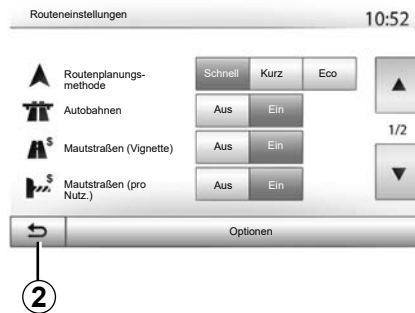 Routeneinstellungen 10:52
Routenplanungs-
methode
Schnell Kurz Eco
Autobahnen Aus Ein
1/2
Mautstraßen (Vignette) Aus Ein
Mautstraßen (pro
Nutz.)
Aus Ein
Optionen
2